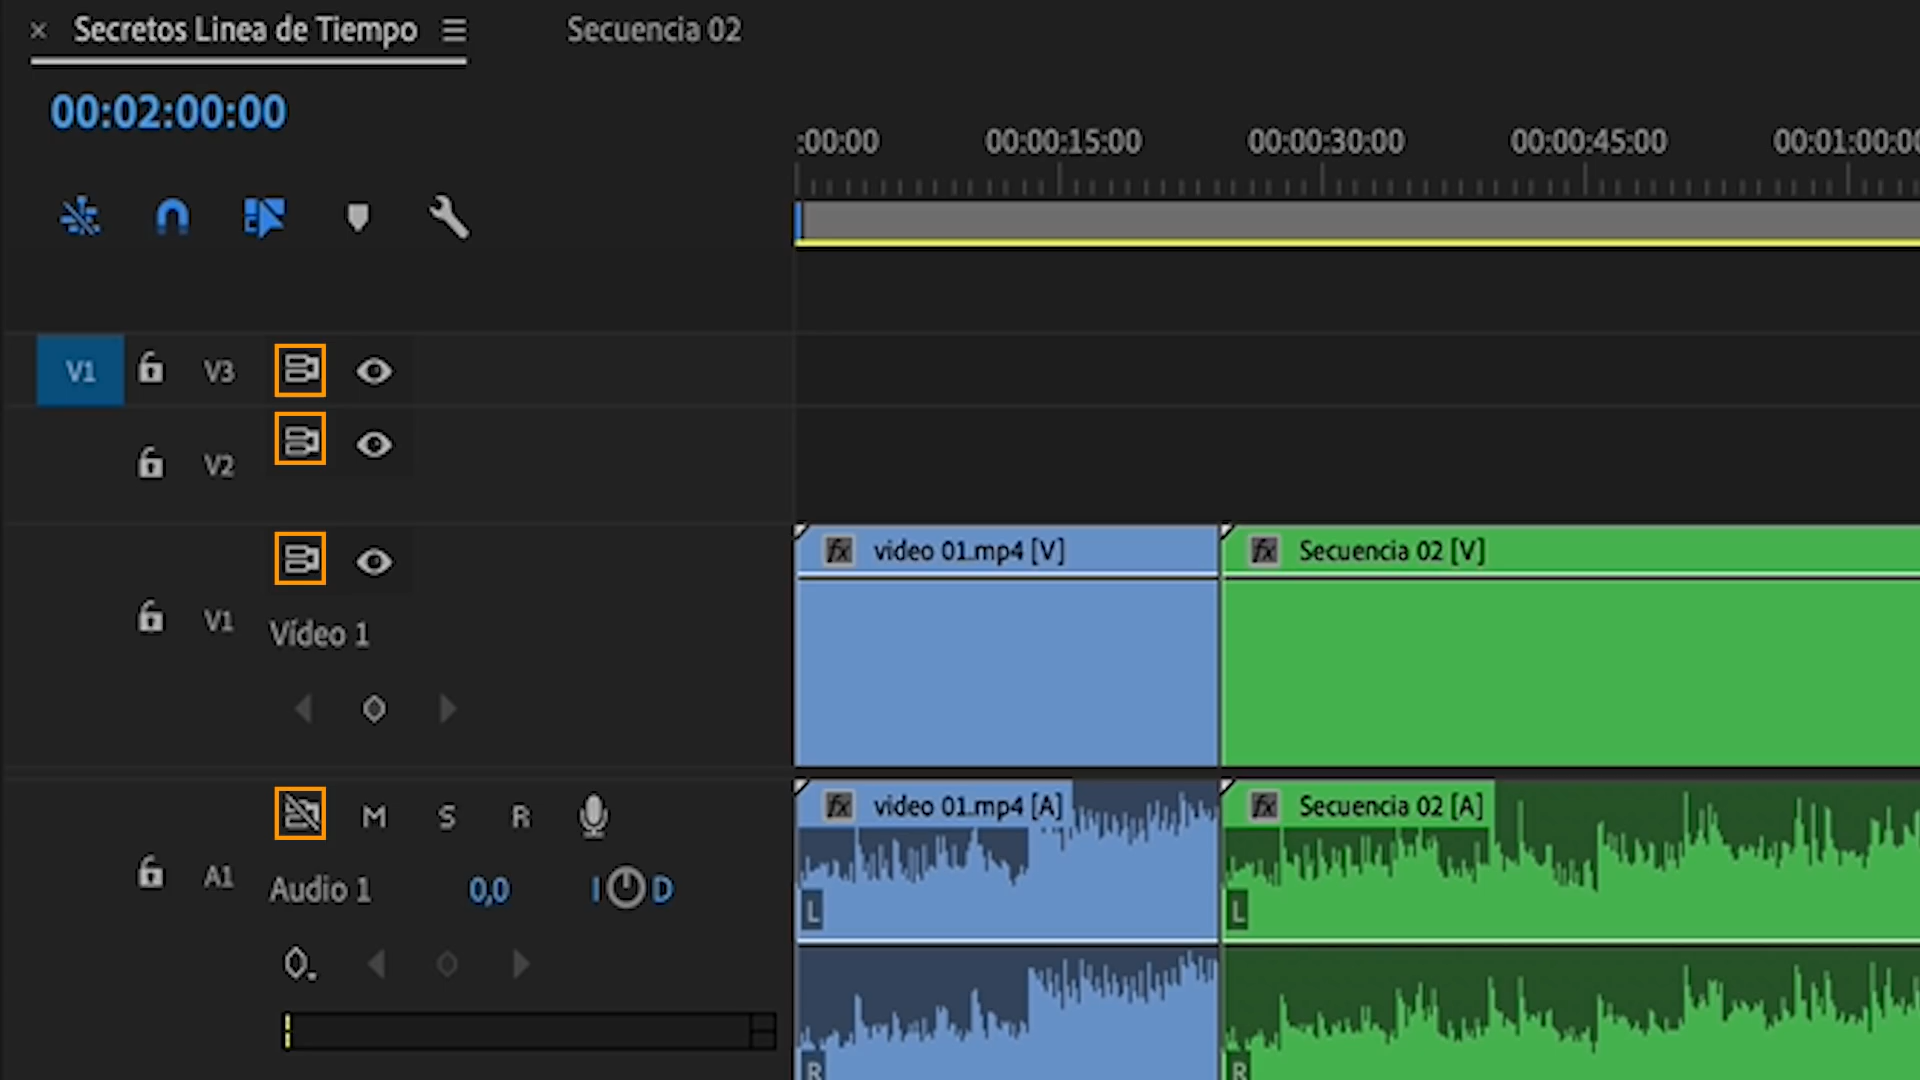 × Secretos Linea de Tiempo Secuencia 02
00:02:00:00
:00:00 00:00:15:00 00:00:30:00 00:00:45:00 00:01:00:00
V1 V3
V2
fx video 01.mp4 [V] fx Secuencia 02 [V]
V1 Vídeo 1
M S R fx video 01.mp4 [A] fx Secuencia 02 [A]
A1 Audio 1 0,0 I D
L L
R R